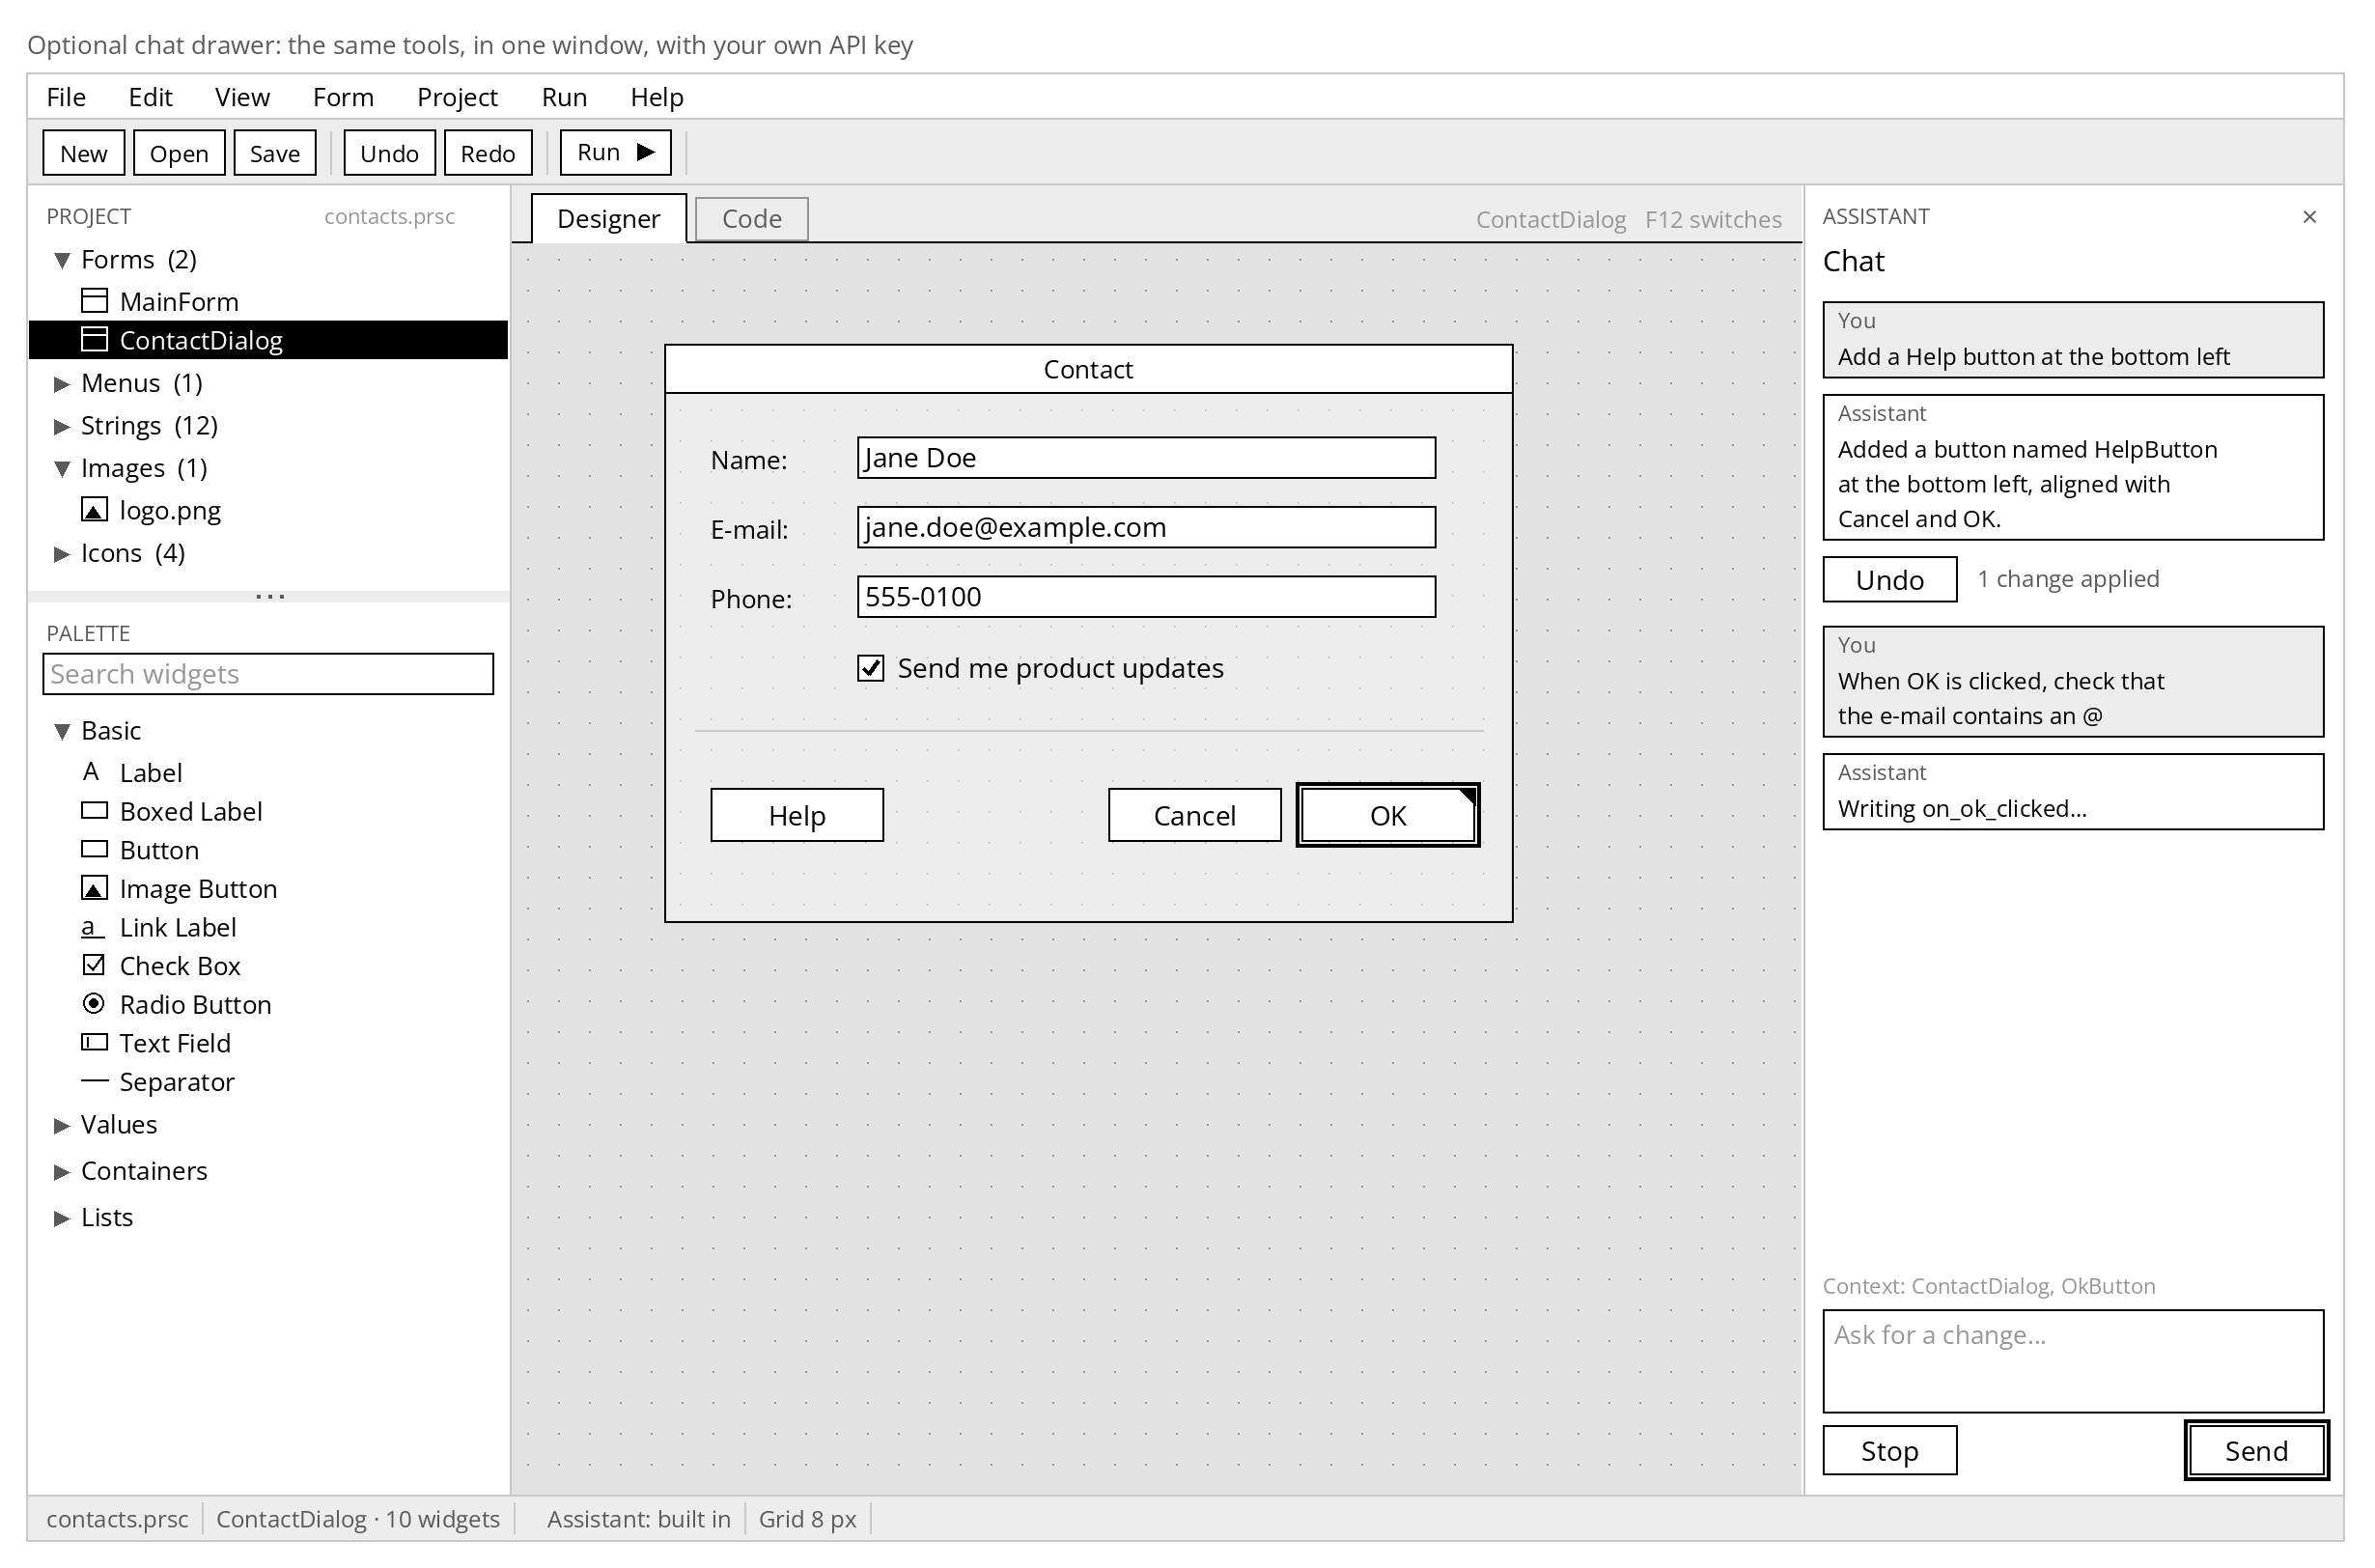 Optional chat drawer: the same tools, in one window, with your own API key
File Edit View Form Project Run Help
New Open Save Undo Redo Run
PROJECT contacts.prsc
Forms (2)
MainForm
ContactDialog
Menus (1)
Strings (12)
Images (1)
logo.png
Icons (4)
PALETTE
Search widgets
Basic
A Label
Boxed Label
Button
Image Button
a Link Label
Check Box
Radio Button
Text Field
Separator
Values
Containers
Lists
Designer Code ContactDialog F12 switches
Contact
Name: Jane Doe
E-mail: jane.doe@example.com
Phone: 555-0100
Send me product updates
Help Cancel OK
ASSISTANT ×
Chat
You
Add a Help button at the bottom left
Assistant
Added a button named HelpButton
at the bottom left, aligned with
Cancel and OK.
Undo 1 change applied
You
When OK is clicked, check that
the e-mail contains an @
Assistant
Writing on_ok_clicked...
Context: ContactDialog, OkButton
Ask for a change...
Stop Send
contacts.prsc ContactDialog · 10 widgets Assistant: built in Grid 8 px